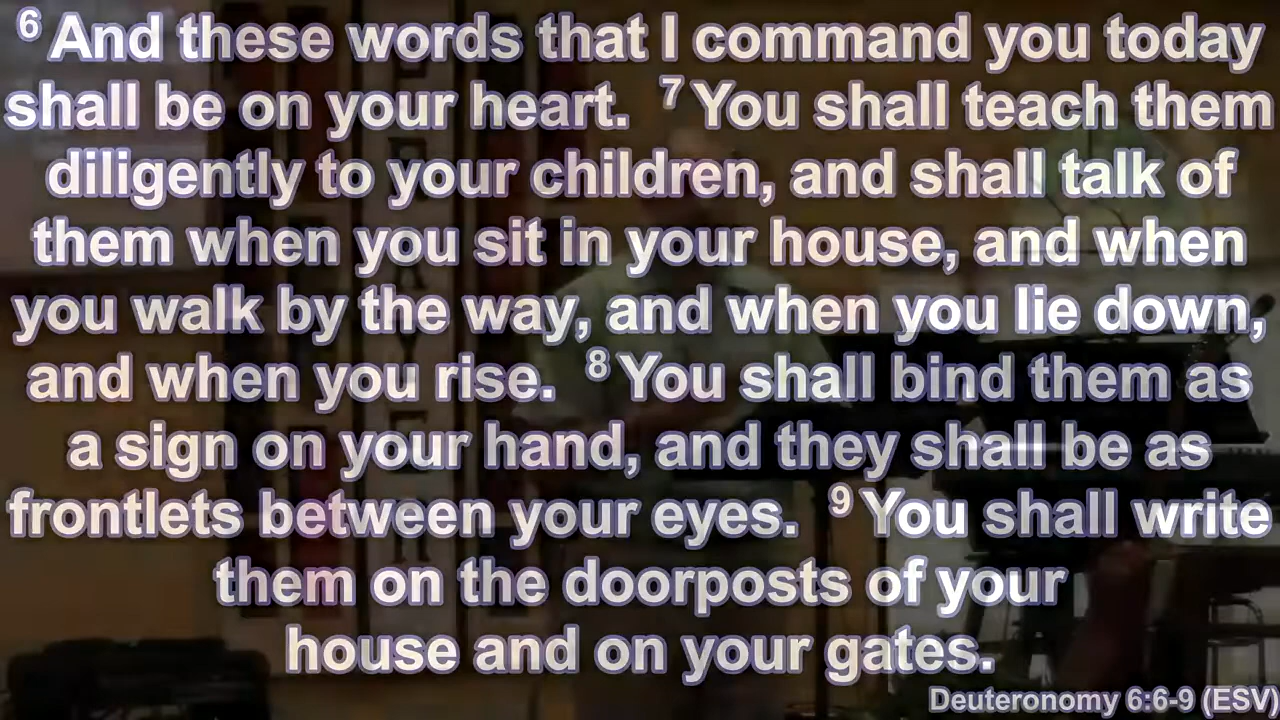 6 And these words that I command you today
shall be on your heart. 7 You shall teach them
diligently to your children, and shall talk of
them when you sit in your house, and when
you walk by the way, and when you lie down,
and when you rise. 8 You shall bind them as
a sign on your hand, and they shall be as
frontlets between your eyes. 9 You shall write
them on the doorposts of your
house and on your gates.
Deuteronomy 6:6-9 (ESV)